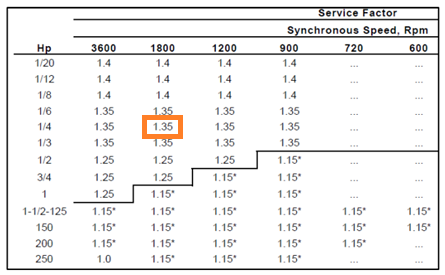 Service Factor
Synchronous Speed, Rpm
Hp 3600 1800 1200 900 720 600
1/20 1.4 1.4 1.4 1.4 ... ...
1/12 1.4 1.4 1.4 1.4 ... ...
1/8 1.4 1.4 1.4 1.4 ... ...
1/6 1.35 1.35 1.35 1.35 ... ...
1/4 1.35 1.35 1.35 1.35 ... ...
1/3 1.35 1.35 1.35 1.35 ... ...
1/2 1.25 1.25 1.25 1.15* ... ...
3/4 1.25 1.25 1.15* 1.15* ... ...
1 1.25 1.15* 1.15* 1.15* ... ...
1-1/2-125 1.15* 1.15* 1.15* 1.15* 1.15* 1.15*
150 1.15* 1.15* 1.15* 1.15* 1.15* 1.15*
200 1.15* 1.15* 1.15* 1.15* 1.15* ...
250 1.0 1.15* 1.15* 1.15* ... ...